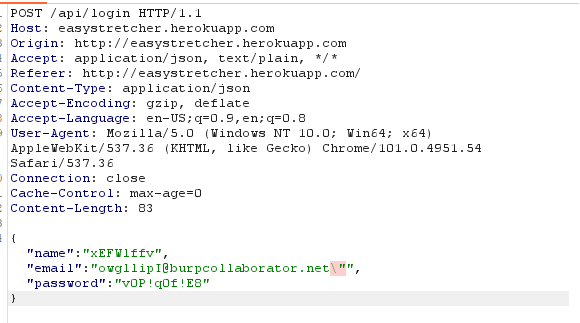 POST /api/login HTTP/1.1
Host: easystretcher.herokuapp.com
Origin: http://easystretcher.herokuapp.com
Accept: application/json, text/plain, */*
Referer: http://easystretcher.herokuapp.com/
Content-Type: application/json
Accept-Encoding: gzip, deflate
Accept-Language: en-US;q=0.9,en;q=0.8
User-Agent: Mozilla/5.0 (Windows NT 10.0; Win64; x64)
AppleWebKit/537.36 (KHTML, like Gecko) Chrome/101.0.4951.54
Safari/537.36
Connection: close
Cache-Control: max-age=0
Content-Length: 83
{
"name":"xEFWlffv",
"email":"owgllipI@burpcollaborator.net\"",
"password":"v0P!q0f!E8"
}